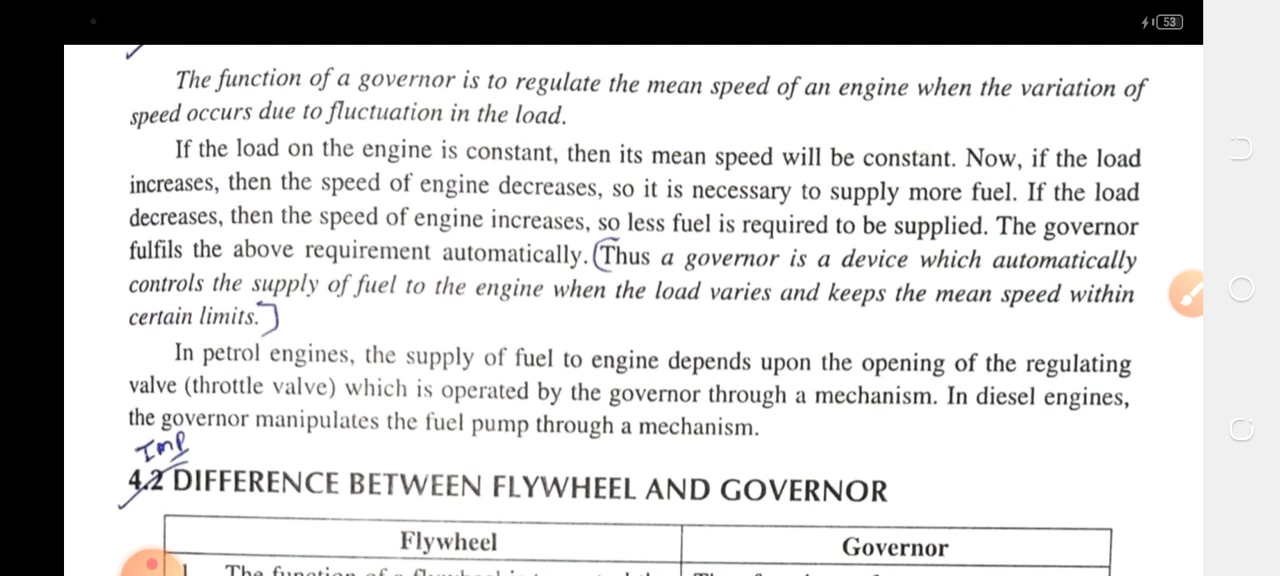 53
The function of a governor is to regulate the mean speed of an engine when the variation of
speed occurs due to fluctuation in the load.
If the load on the engine is constant, then its mean speed will be constant. Now, if the load
increases, then the speed of engine decreases, so it is necessary to supply more fuel. If the load
decreases, then the speed of engine increases, so less fuel is required to be supplied. The governor
fulfils the above requirement automatically. (Thus a governor is a device which automatically
controls the supply of fuel to the engine when the load varies and keeps the mean speed within
certain limits.]
In petrol engines, the supply of fuel to engine depends upon the opening of the regulating
valve (throttle valve) which is operated by the governor through a mechanism. In diesel engines,
the governor manipulates the fuel pump through a mechanism.
Imp
4.2 DIFFERENCE BETWEEN FLYWHEEL AND GOVERNOR
Flywheel Governor
1. The function of a flywheel is to